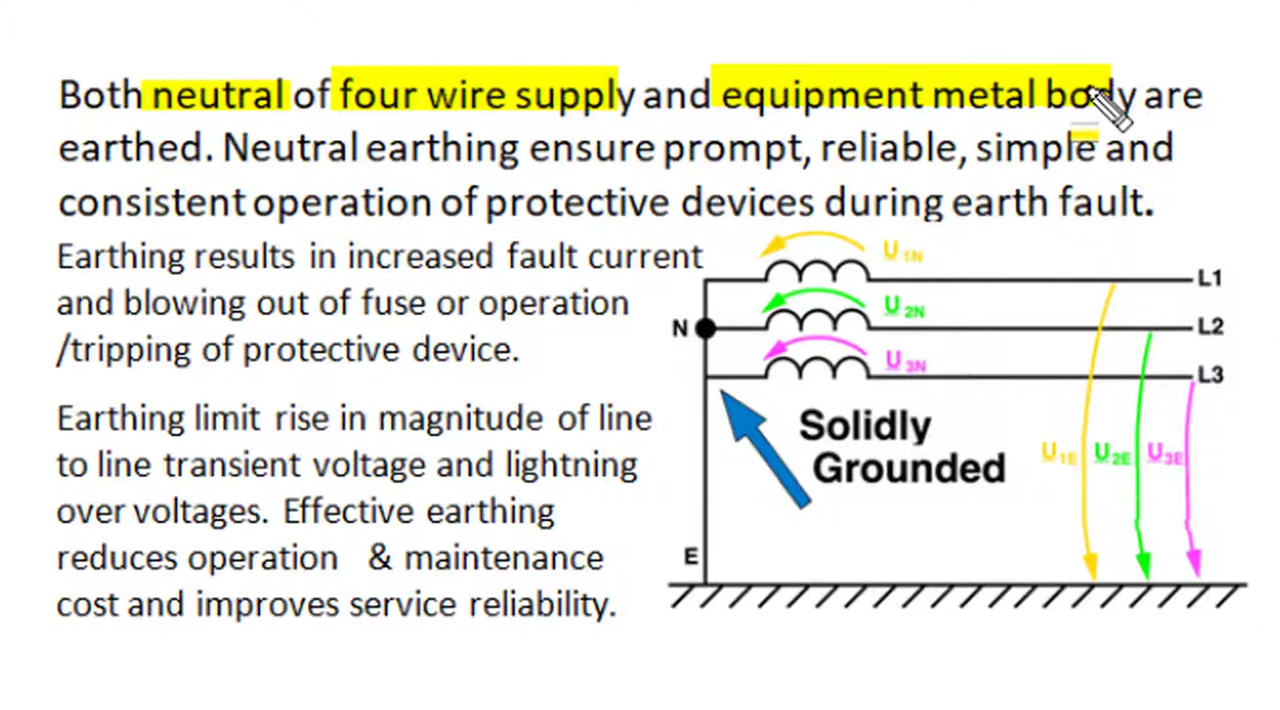 Both neutral of four wire supply and equipment metal body are
earthed. Neutral earthing ensure prompt, reliable, simple and
consistent operation of protective devices during earth fault.
Earthing results in increased fault current
and blowing out of fuse or operation
/tripping of protective device.
Earthing limit rise in magnitude of line
to line transient voltage and lightning
over voltages. Effective earthing
reduces operation & maintenance
cost and improves service reliability.
U1N
L1
U2N
N
L2
U3N
L3
Solidly
Grounded
U1E U2E U3E
E